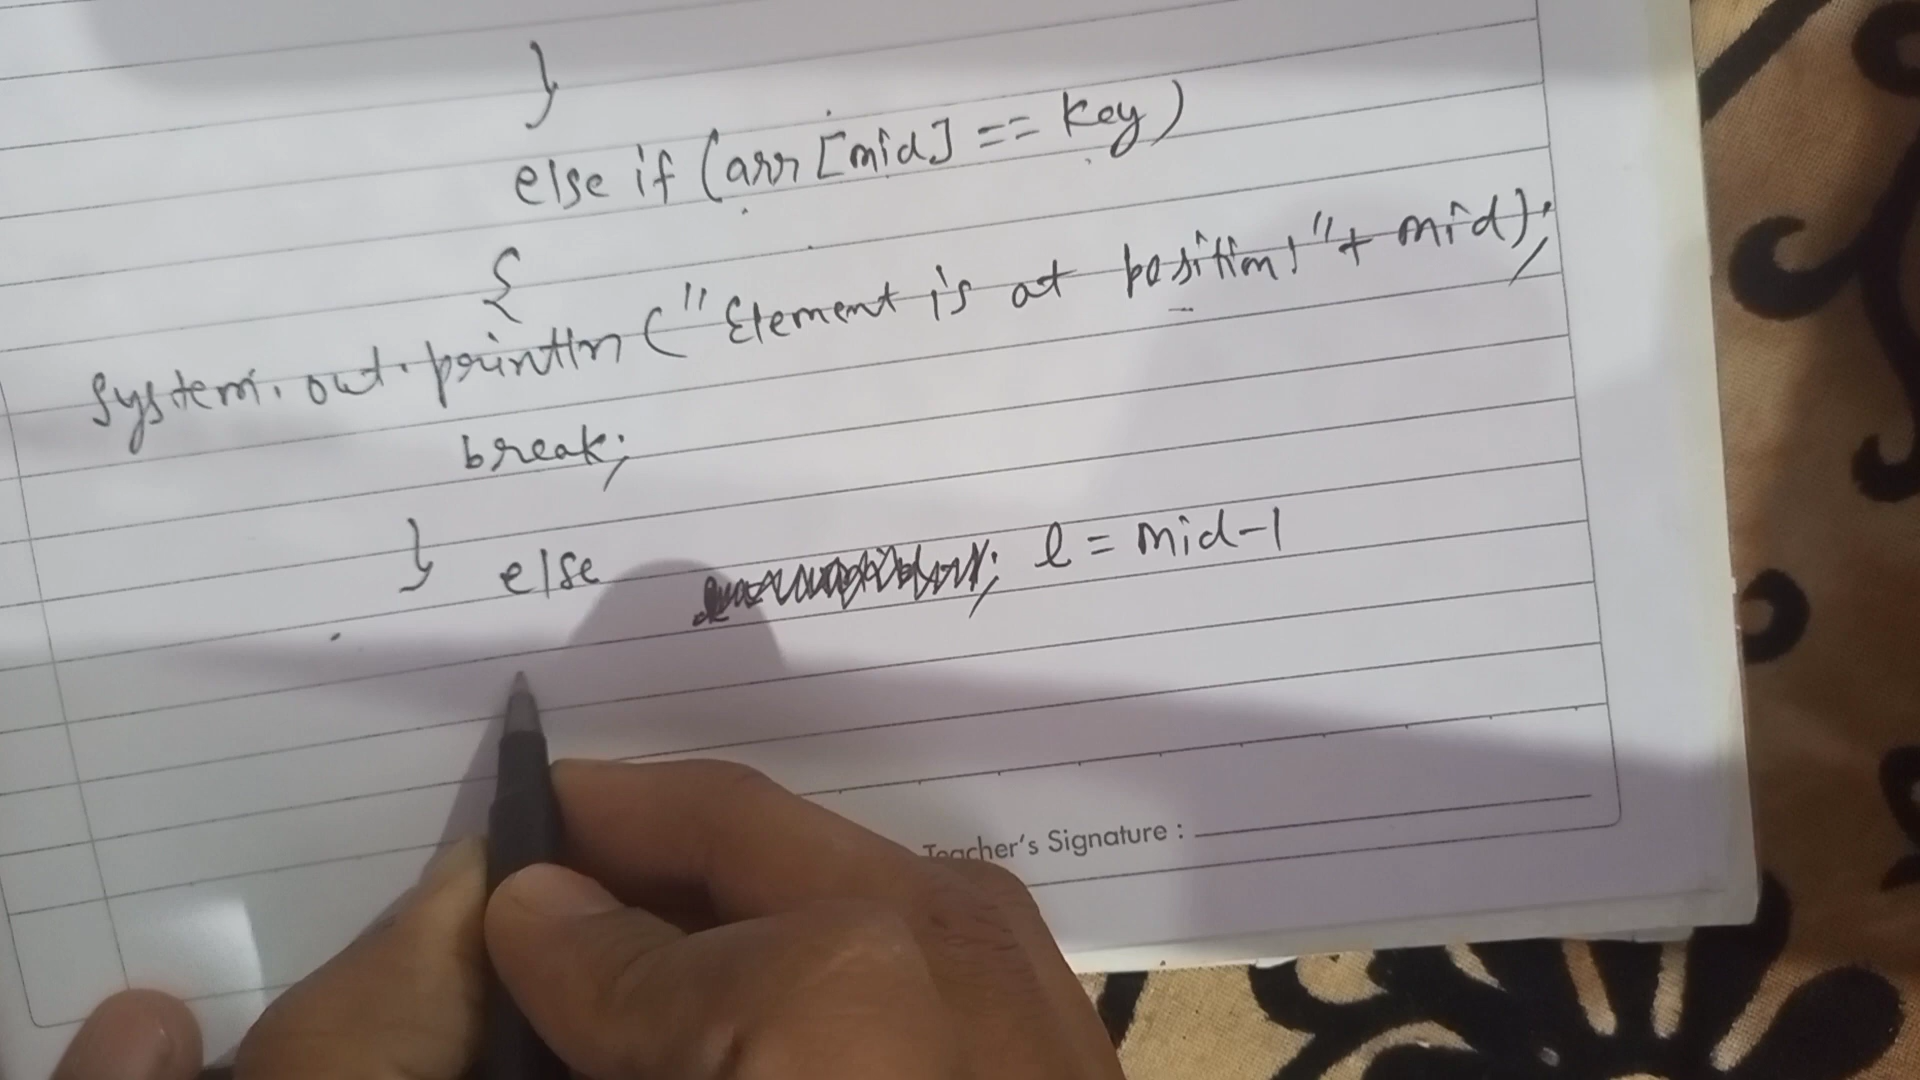 }
else if (arr [mid] == key)
{
System.out.println ("Element is at position! "+ mid);
break;
} else ; l = mid-1
Teacher's Signature :